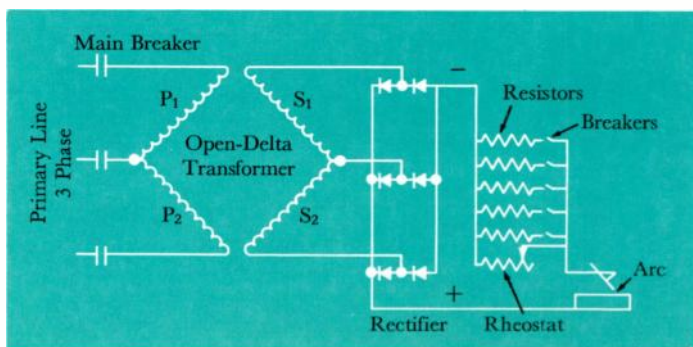 Main Breaker
Primary Line
3 Phase
P1
P2
Open-Delta
Transformer
S1
S2
Rectifier
−
+
Resistors
Breakers
Arc
Rheostat